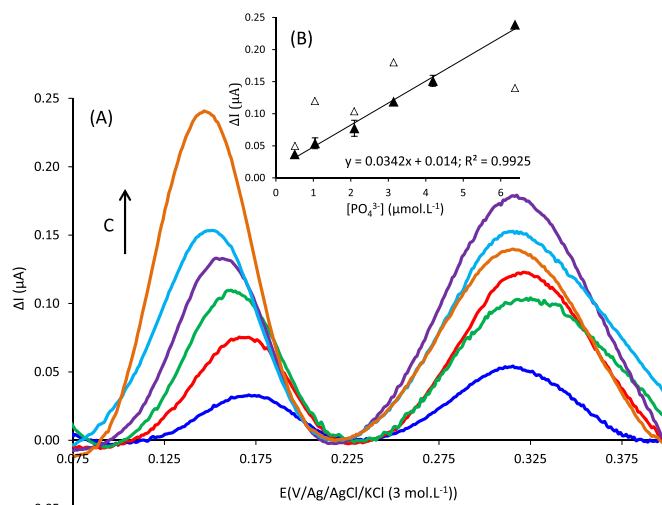 (B)
0.25
0.20
0.15
0.10
0.05
0.00
ΔI (µA)
0 1 2 3 4 5 6
[PO₄³⁻] (µmol.L⁻¹)
y = 0.0342x + 0.014; R² = 0.9925
(A)
C
0.25
0.20
0.15
0.10
0.05
0.00
ΔI (µA)
0.075 0.125 0.175 0.225 0.275 0.325 0.375
E(V/Ag/AgCl/KCl (3 mol.L⁻¹))